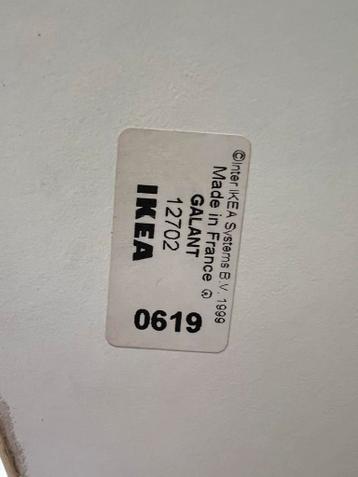 ©Inter IKEA Systems B.V. 1999
Made in France
GALANT
12702
IKEA
0619